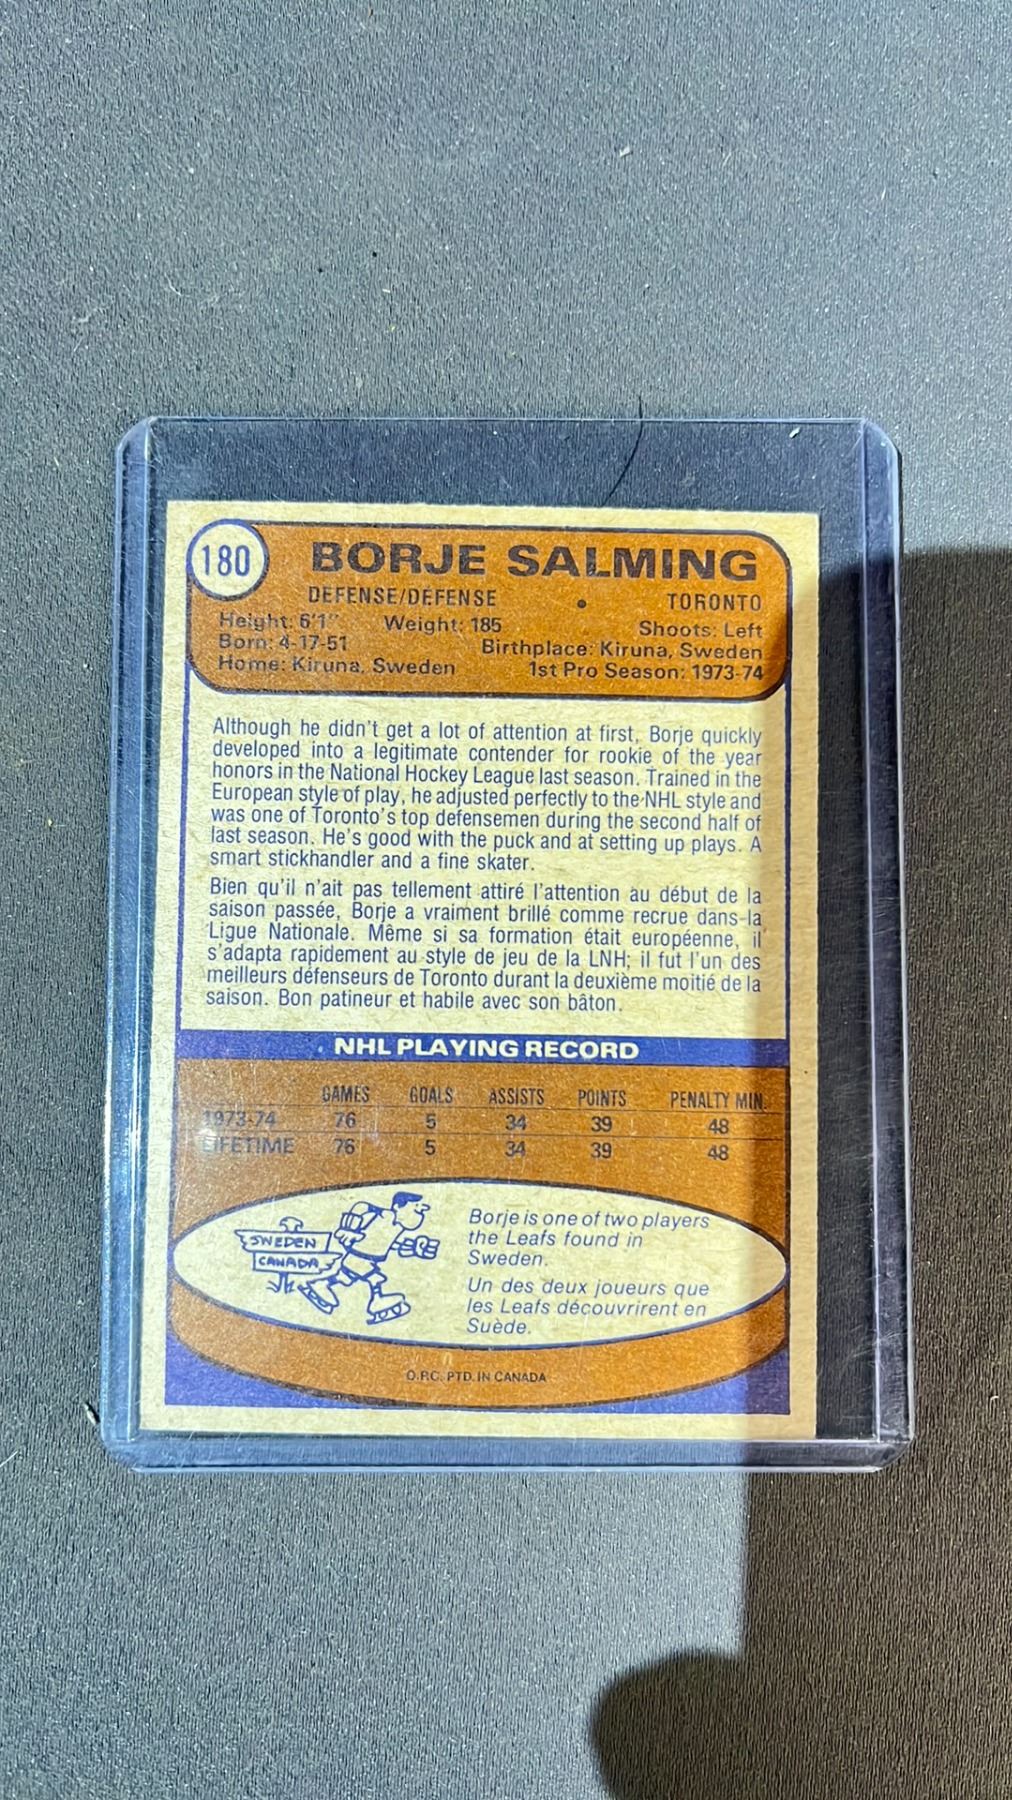 180
BORJE SALMING
DEFENSE/DÉFENSE • TORONTO
Height: 6'1" Weight: 185 Shoots: Left
Born: 4-17-51 Birthplace: Kiruna, Sweden
Home: Kiruna, Sweden 1st Pro Season: 1973-74
Although he didn't get a lot of attention at first, Borje quickly
developed into a legitimate contender for rookie of the year
honors in the National Hockey League last season. Trained in the
European style of play, he adjusted perfectly to the NHL style and
was one of Toronto's top defensemen during the second half of
last season. He's good with the puck and at setting up plays. A
smart stickhandler and a fine skater.
Bien qu'il n'ait pas tellement attiré l'attention au début de la
saison passée, Borje a vraiment brillé comme recrue dans la
Ligue Nationale. Même si sa formation était européenne, il
s'adapta rapidement au style de jeu de la LNH; il fut l'un des
meilleurs défenseurs de Toronto durant la deuxième moitié de la
saison. Bon patineur et habile avec son bâton.
NHL PLAYING RECORD
GAMES GOALS ASSISTS POINTS PENALTY MIN.
1973-74 76 5 34 39 48
LIFETIME 76 5 34 39 48
SWEDEN
CANADA
Borje is one of two players
the Leafs found in
Sweden.
Un des deux joueurs que
les Leafs découvrirent en
Suède.
O.P.C. PTD. IN CANADA